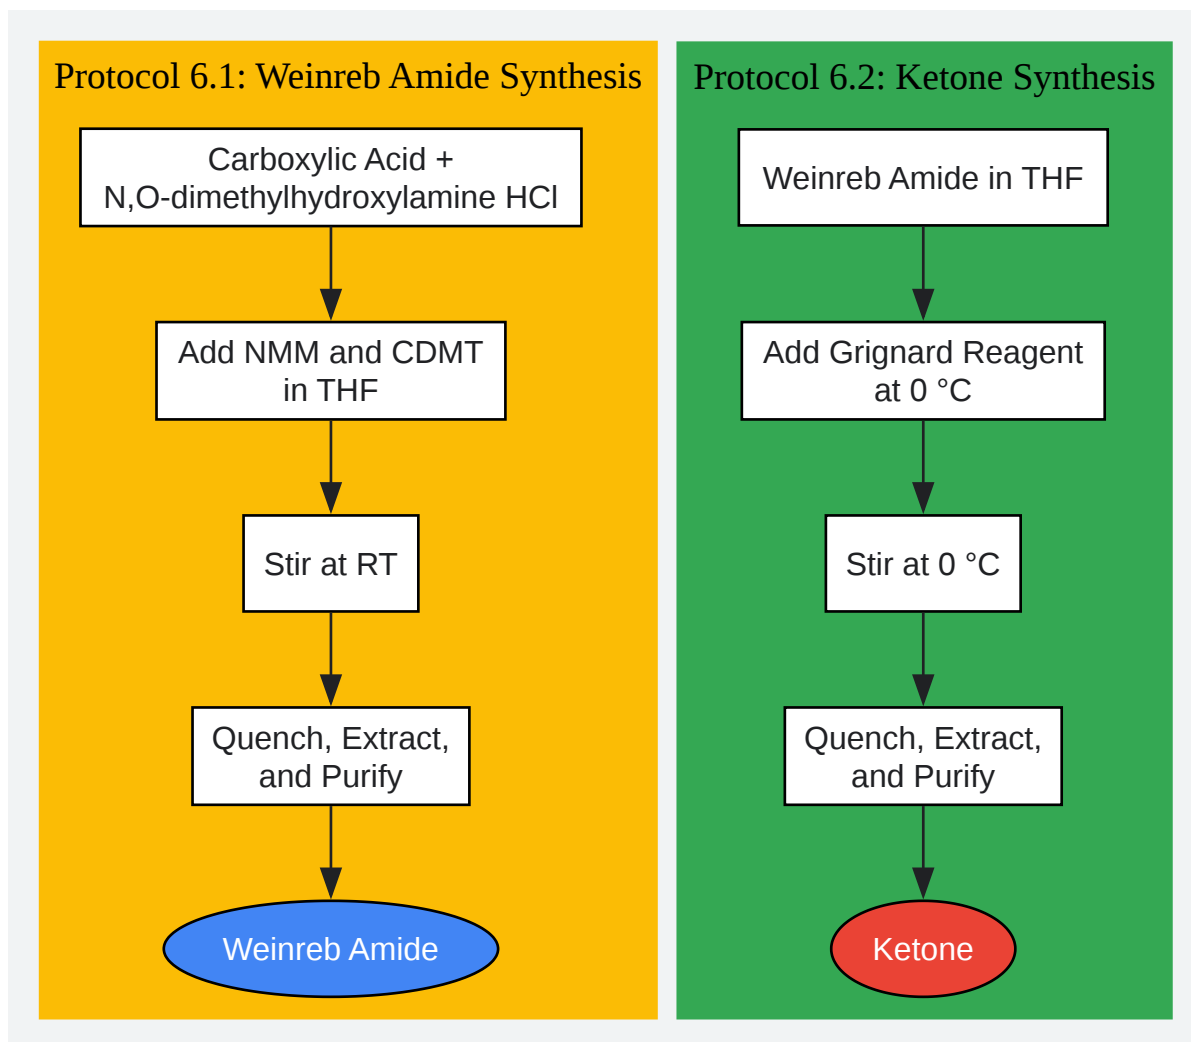 Protocol 6.1: Weinreb Amide Synthesis
Carboxylic Acid +
N,O-dimethylhydroxylamine HCl
Add NMM and CDMT
in THF
Stir at RT
Quench, Extract,
and Purify
Weinreb Amide
Protocol 6.2: Ketone Synthesis
Weinreb Amide in THF
Add Grignard Reagent
at 0 °C
Stir at 0 °C
Quench, Extract,
and Purify
Ketone